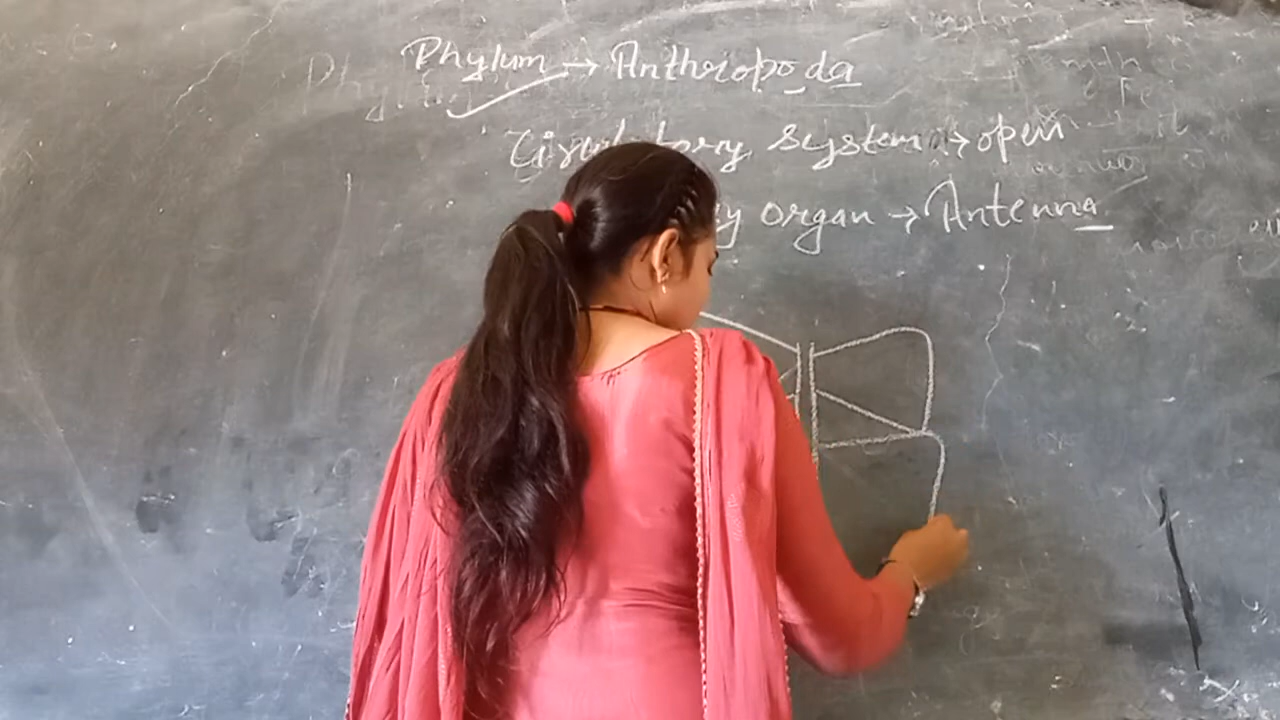 Phylum → Anthropoda
Circulatory system → open
organ → Antenna